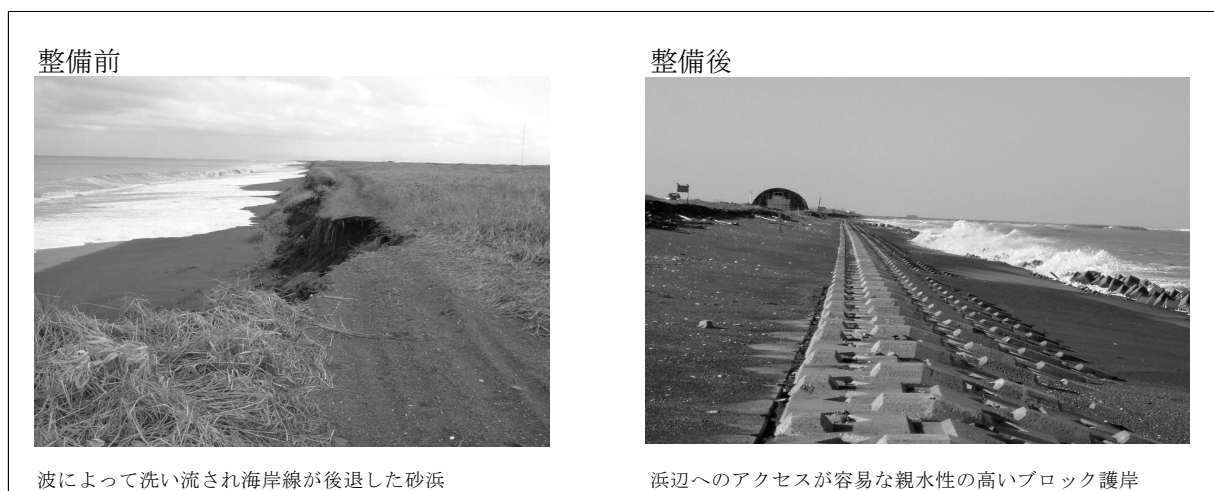 整備前
整備後
波によって洗い流され海岸線が後退した砂浜
浜辺へのアクセスが容易な親水性の高いブロック護岸